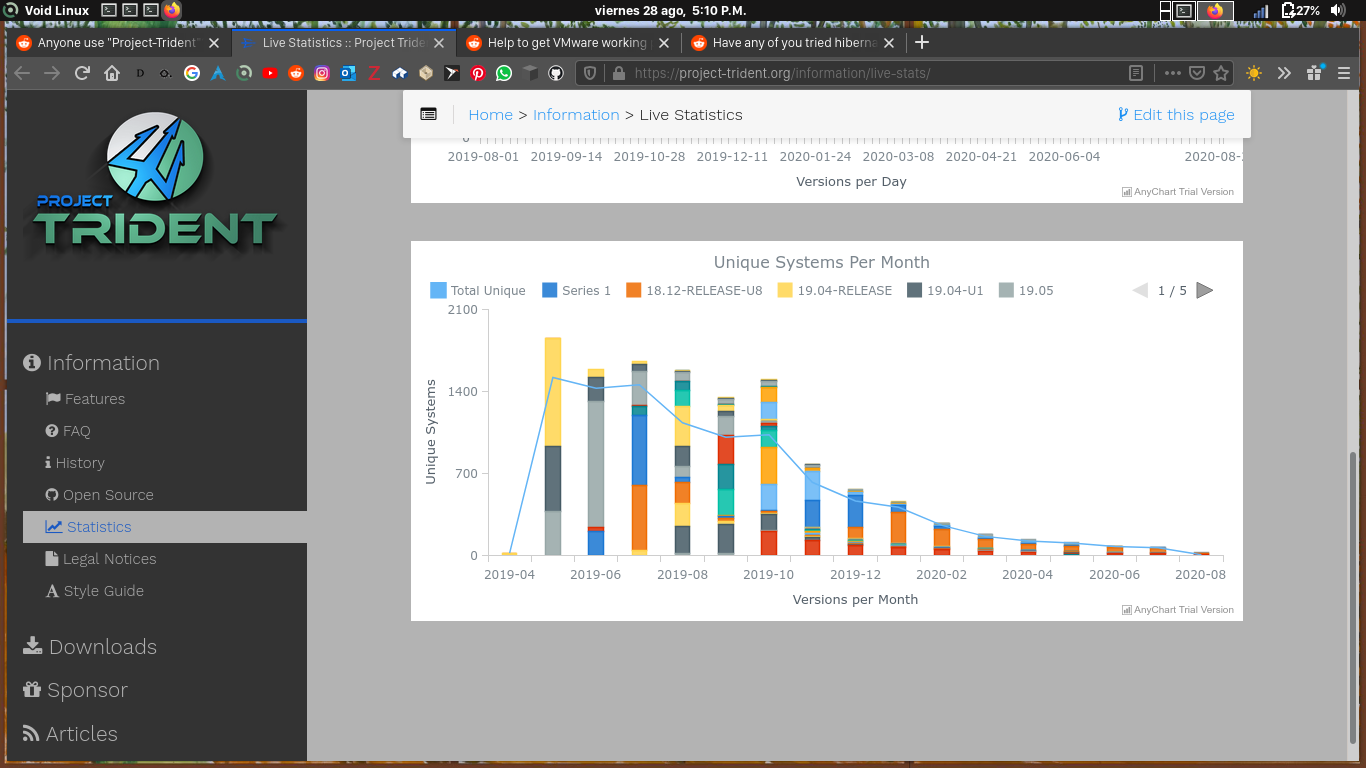 Void Linux
viernes 28 ago, 5:10 P.M.
27%
Anyone use "Project-Trident"
Live Statistics :: Project Tride
Help to get VMware working
Have any of you tried hiberna
https://project-trident.org/information/live-stats/
PROJECT
TRIDENT
Information
Features
FAQ
History
Open Source
Statistics
Legal Notices
Style Guide
Downloads
Sponsor
Articles
Home > Information > Live Statistics
Edit this page
0
2019-08-01 2019-09-14 2019-10-28 2019-12-11 2020-01-24 2020-03-08 2020-04-21 2020-06-04 2020-08-
Versions per Day
AnyChart Trial Version
Unique Systems Per Month
Total Unique Series 1 18.12-RELEASE-U8 19.04-RELEASE 19.04-U1 19.05 1 / 5
2100
1400
700
0
Unique Systems
2019-04 2019-06 2019-08 2019-10 2019-12 2020-02 2020-04 2020-06 2020-08
Versions per Month
AnyChart Trial Version